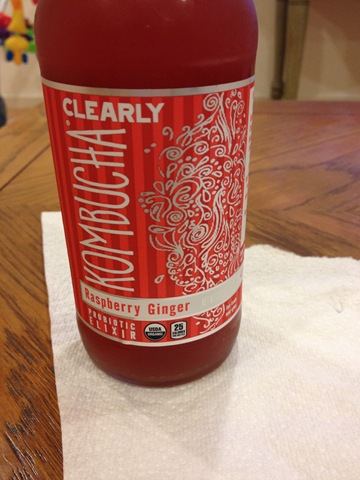 CLEARLY
KOMBUCHA
Raspberry Ginger
PROBIOTIC
ELIXIR
USDA
ORGANIC
25